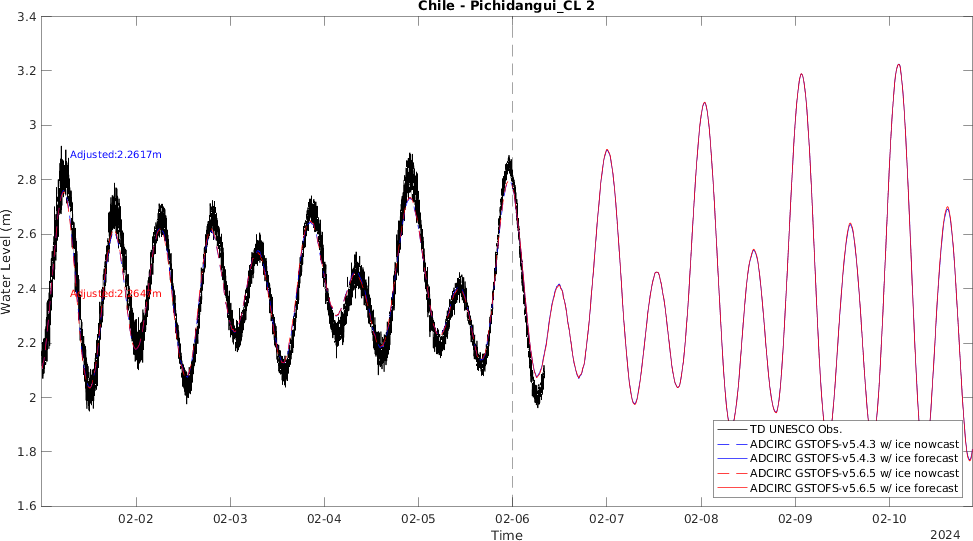 Chile - Pichidangui_CL 2
3.4
3.2
3
2.8
2.6
2.4
2.2
2
1.8
1.6
Water Level (m)
Adjusted:2.2617m
TD UNESCO Obs.
ADCIRC GSTOFS-v5.4.3 w/ ice nowcast
ADCIRC GSTOFS-v5.4.3 w/ ice forecast
ADCIRC GSTOFS-v5.6.5 w/ ice nowcast
ADCIRC GSTOFS-v5.6.5 w/ ice forecast
02-02
02-03
02-04
02-05
02-06
02-07
02-08
02-09
02-10
Time
2024